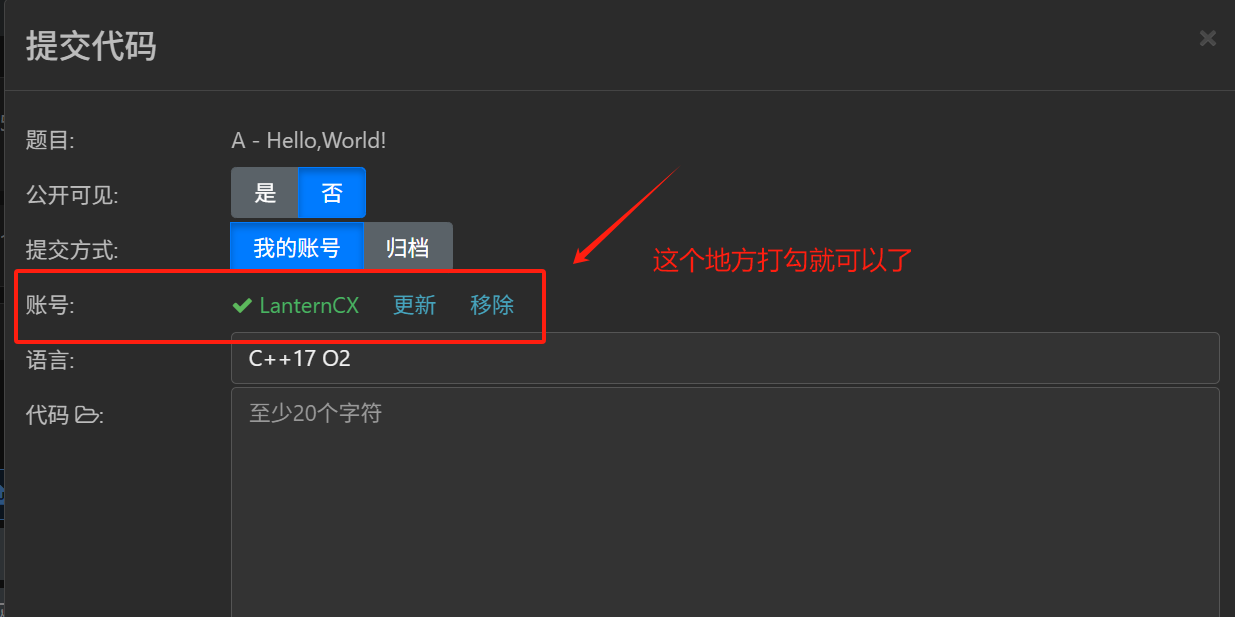 提交代码
×
题目: A - Hello,World!
公开可见: 是 否
提交方式: 我的账号 归档
这个地方打勾就可以了
账号: LanternCX 更新 移除
语言: C++17 O2
代码: 至少20个字符